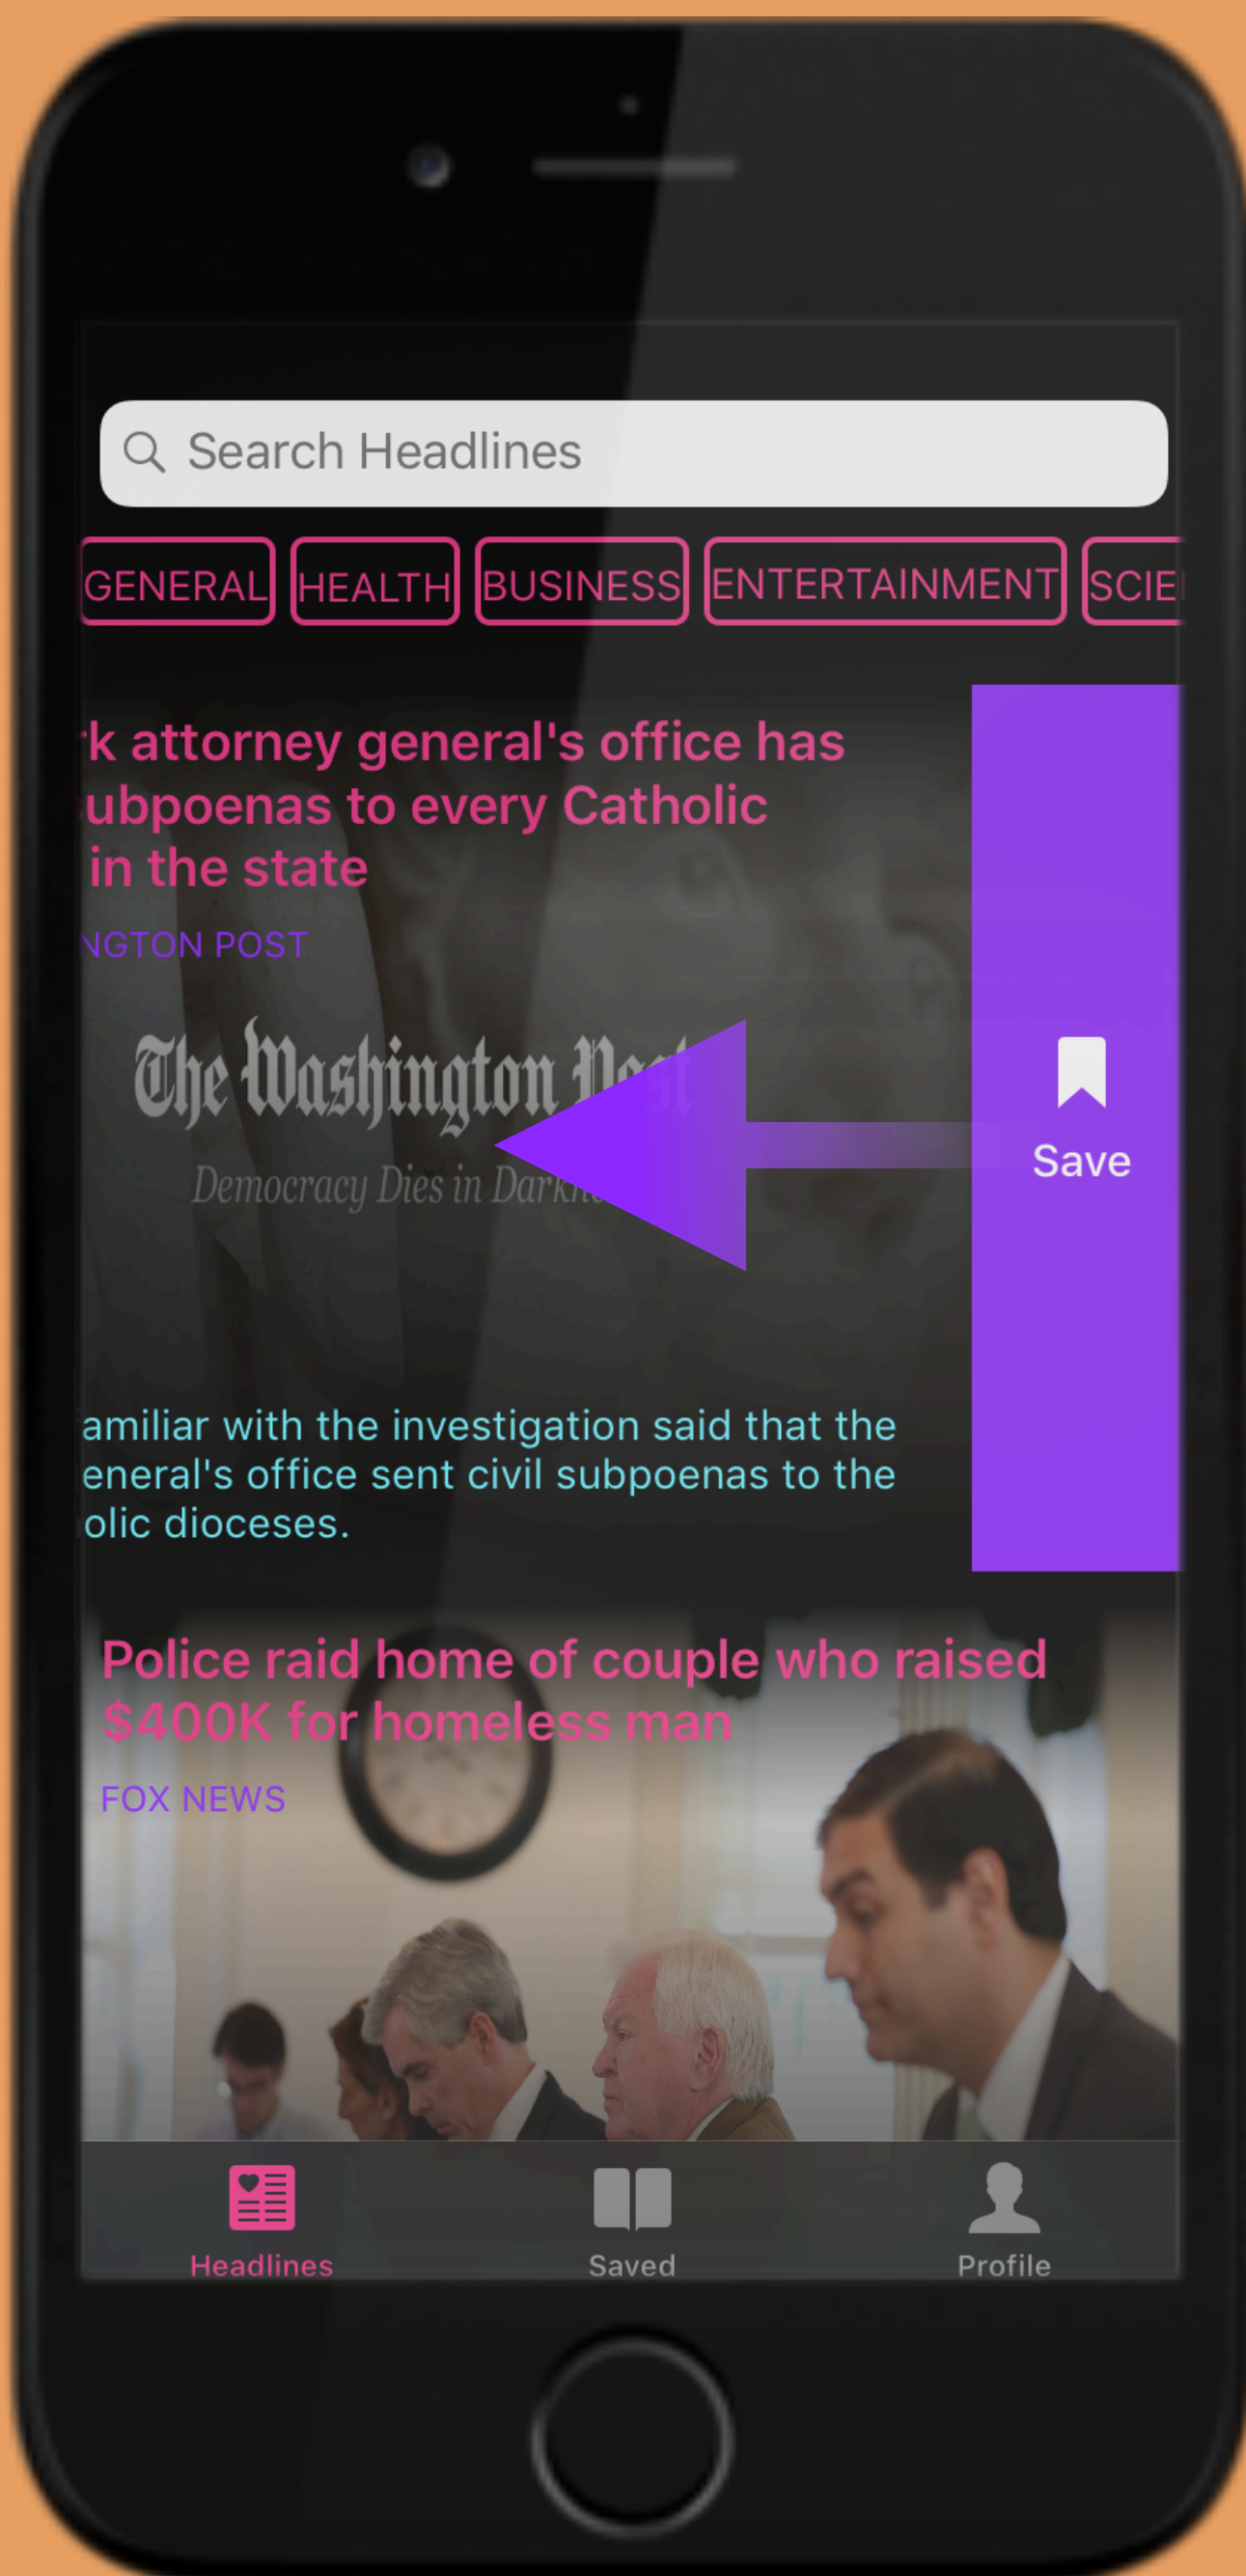 Search Headlines
GENERAL HEALTH BUSINESS ENTERTAINMENT SCIE
rk attorney general's office has
subpoenas to every Catholic
in the state
NGTON POST
The Washington Post
Democracy Dies in
Save
amiliar with the investigation said that the
eneral's office sent civil subpoenas to the
olic dioceses.
Police raid home of couple who raised
$400K for homeless man
FOX NEWS
Headlines Saved Profile